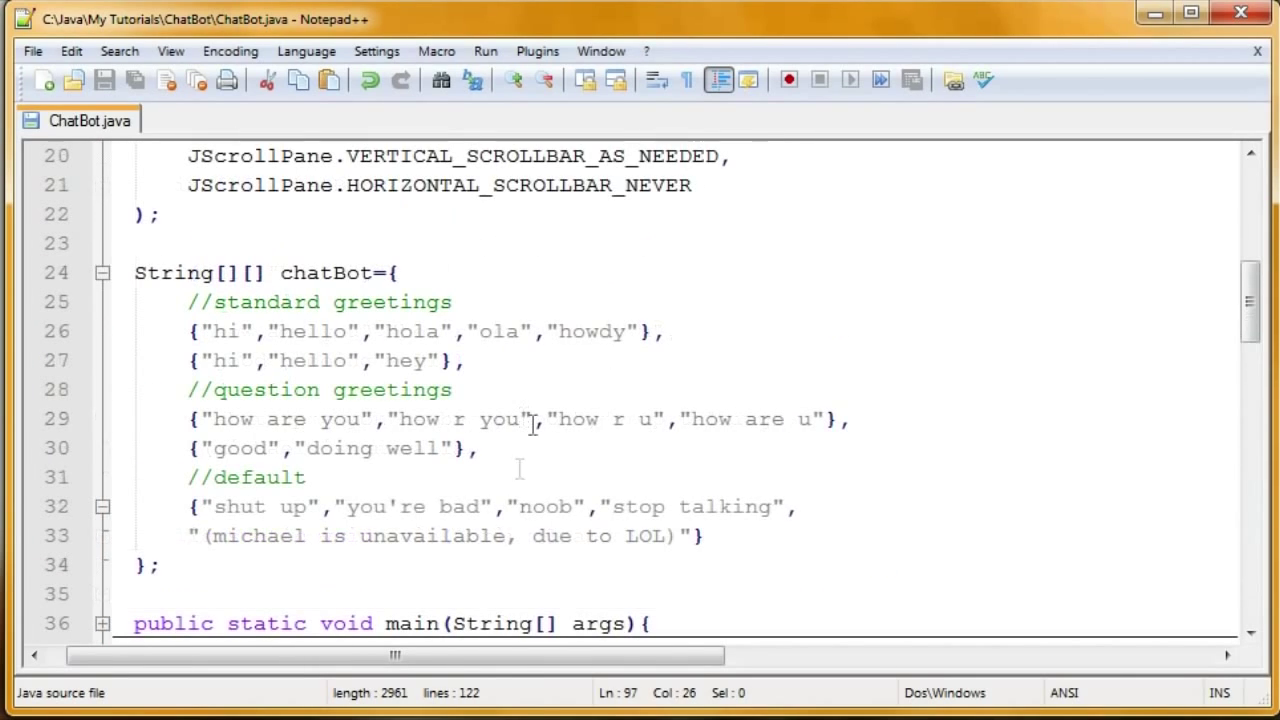 C:\Java\My Tutorials\ChatBot\ChatBot.java - Notepad++
File Edit Search View Encoding Language Settings Macro Run Plugins Window ? X
ChatBot.java
20 JScrollPane.VERTICAL_SCROLLBAR_AS_NEEDED,
21 JScrollPane.HORIZONTAL_SCROLLBAR_NEVER
22 );
23
24 String[][] chatBot={
25 //standard greetings
26 {"hi","hello","hola","ola","howdy"},
27 {"hi","hello","hey"},
28 //question greetings
29 {"how are you","how r you","how r u","how are u"},
30 {"good","doing well"},
31 //default
32 {"shut up","you're bad","noob","stop talking",
33 "(michael is unavailable, due to LOL)"}
34 };
35
36 public static void main(String[] args){
Java source file length : 2961 lines : 122 Ln : 97 Col : 26 Sel : 0 Dos\Windows ANSI INS